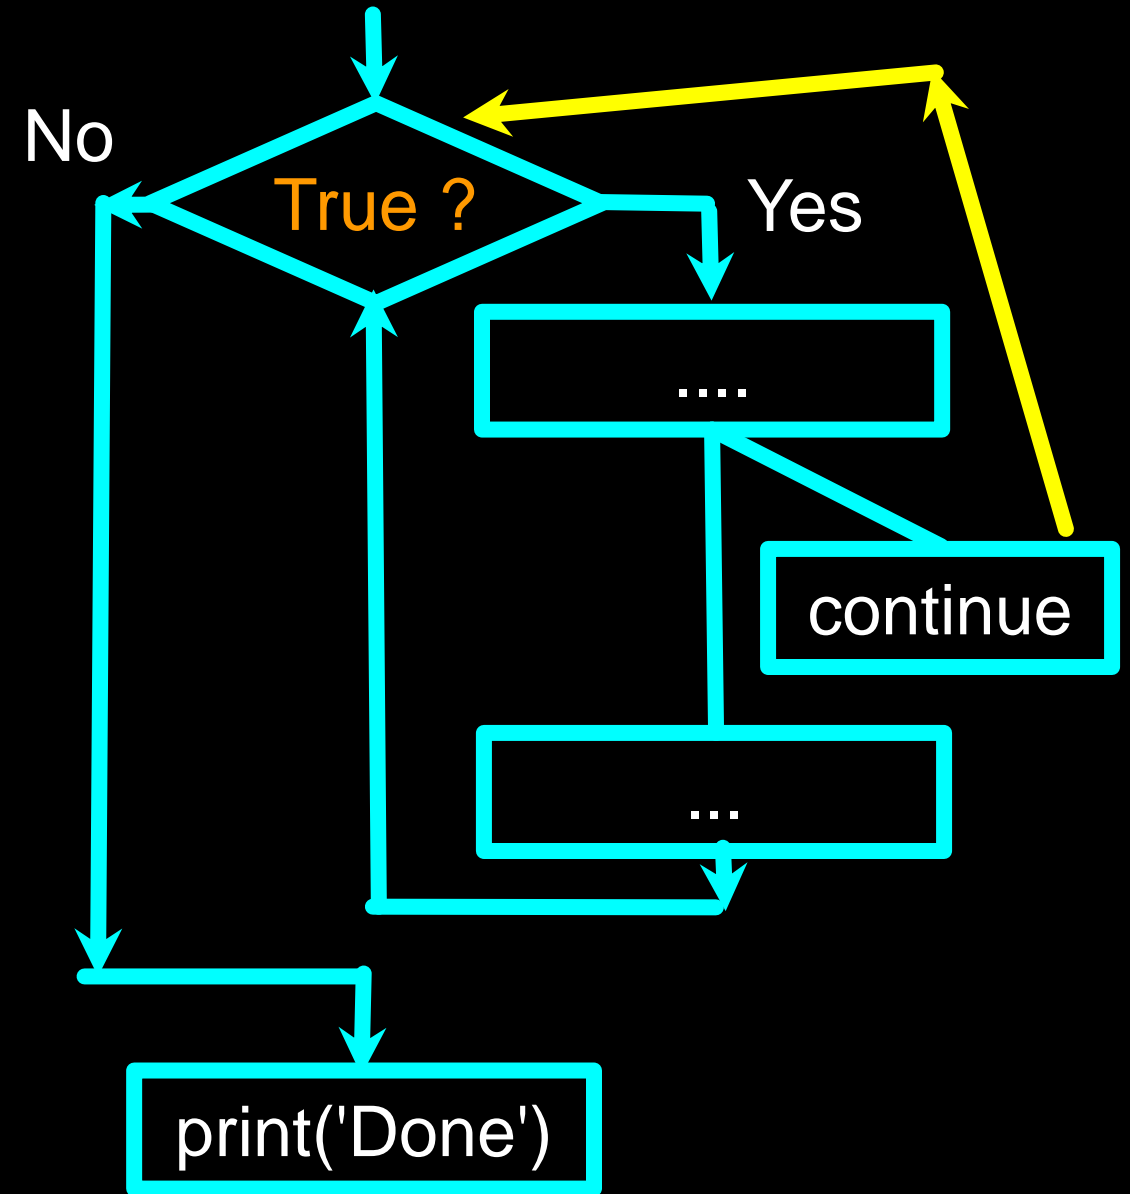 No
True ?
Yes
....
continue
...
print('Done')